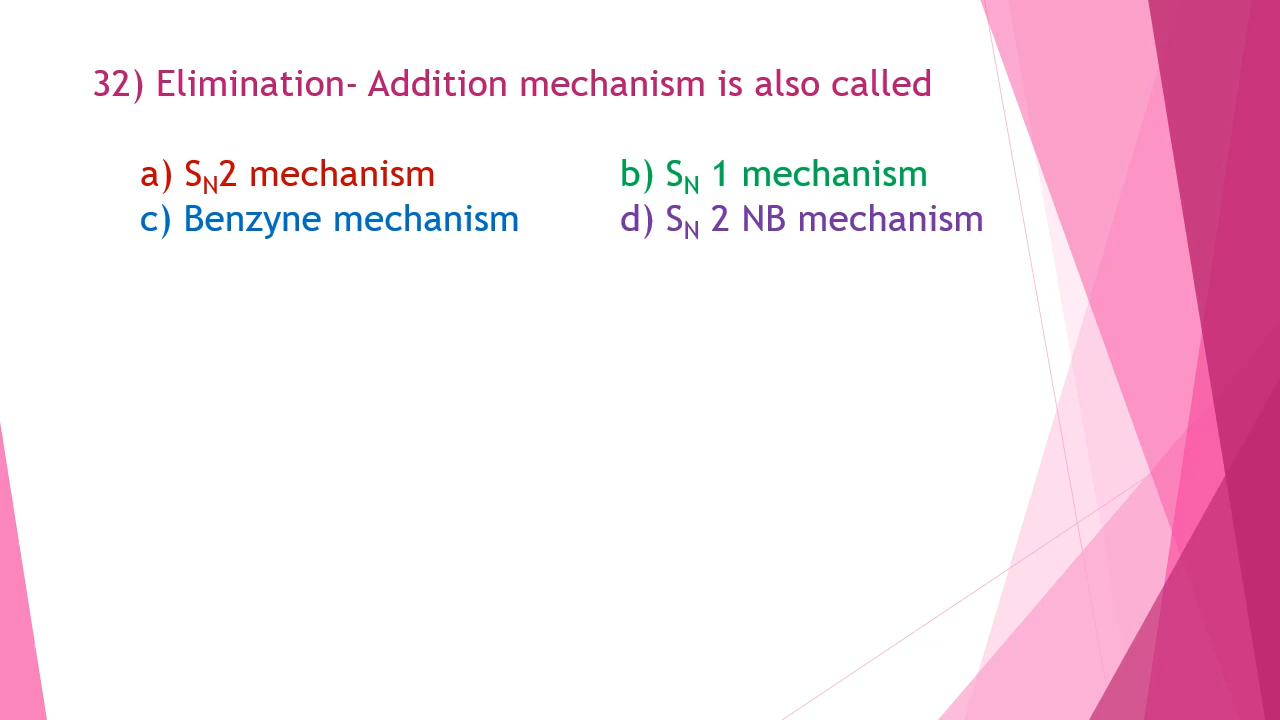 32) Elimination- Addition mechanism is also called
a) SN2 mechanism b) SN 1 mechanism
c) Benzyne mechanism d) SN 2 NB mechanism